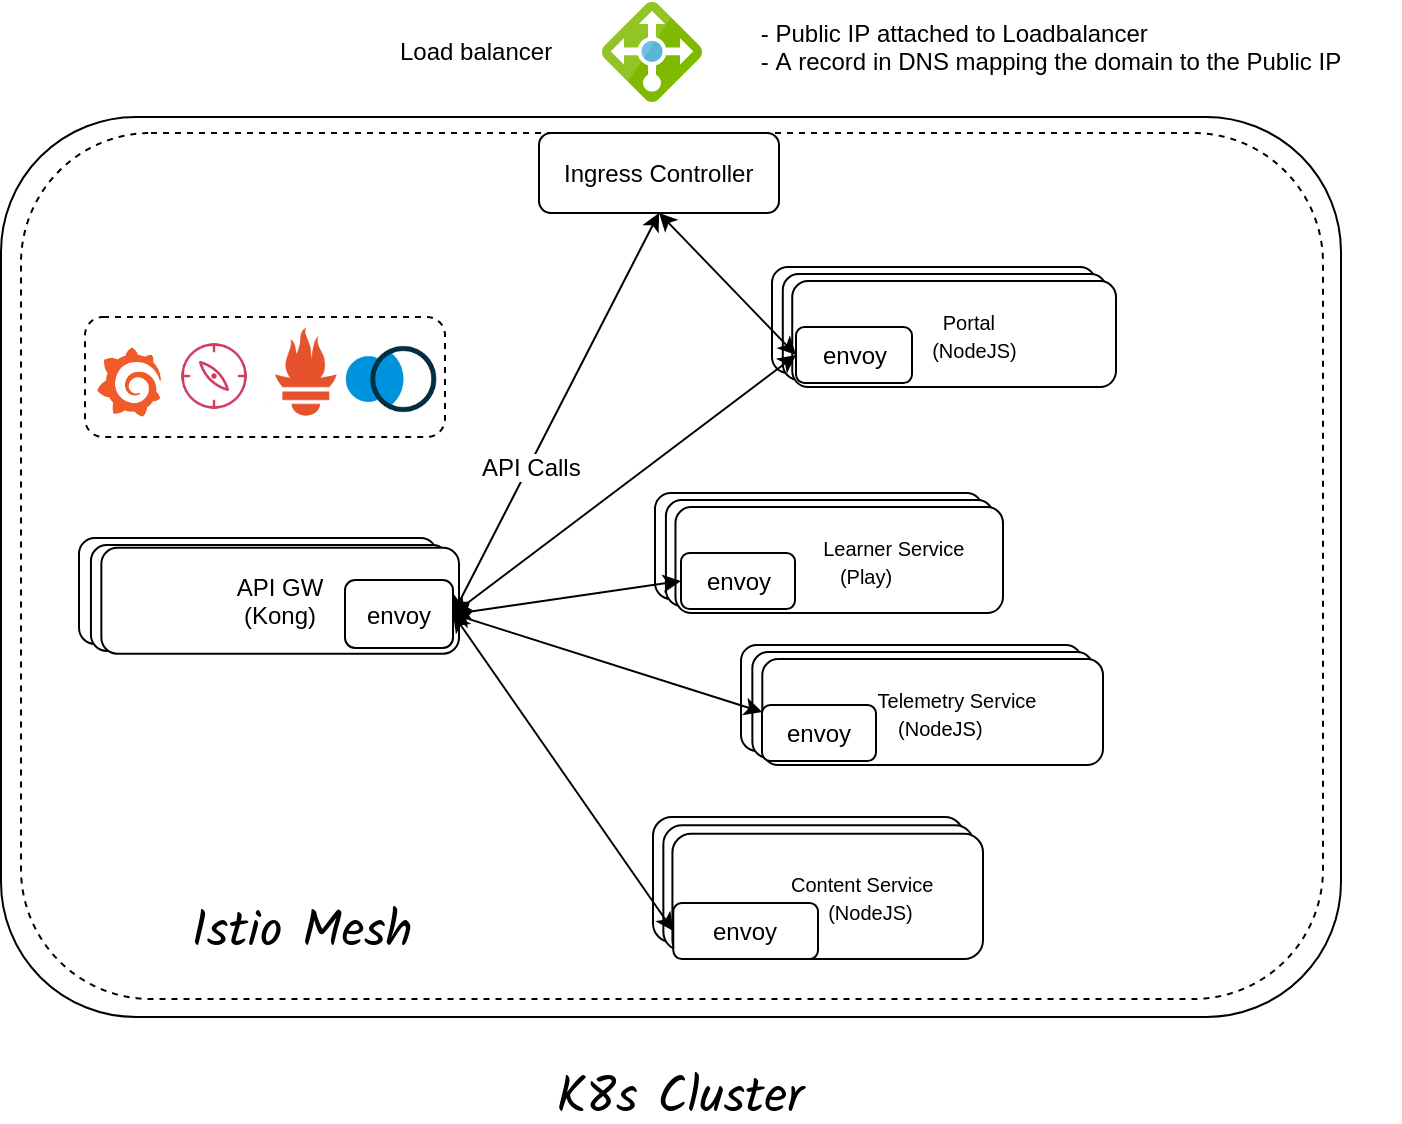 Load balancer
- Public IP attached to Loadbalancer
- A record in DNS mapping the domain to the Public IP
Ingress Controller
Portal
(NodeJS)
envoy
API Calls
API GW
(Kong)
envoy
Learner Service
(Play)
envoy
Telemetry Service
(NodeJS)
envoy
Content Service
(NodeJS)
envoy
Istio Mesh
K8s Cluster